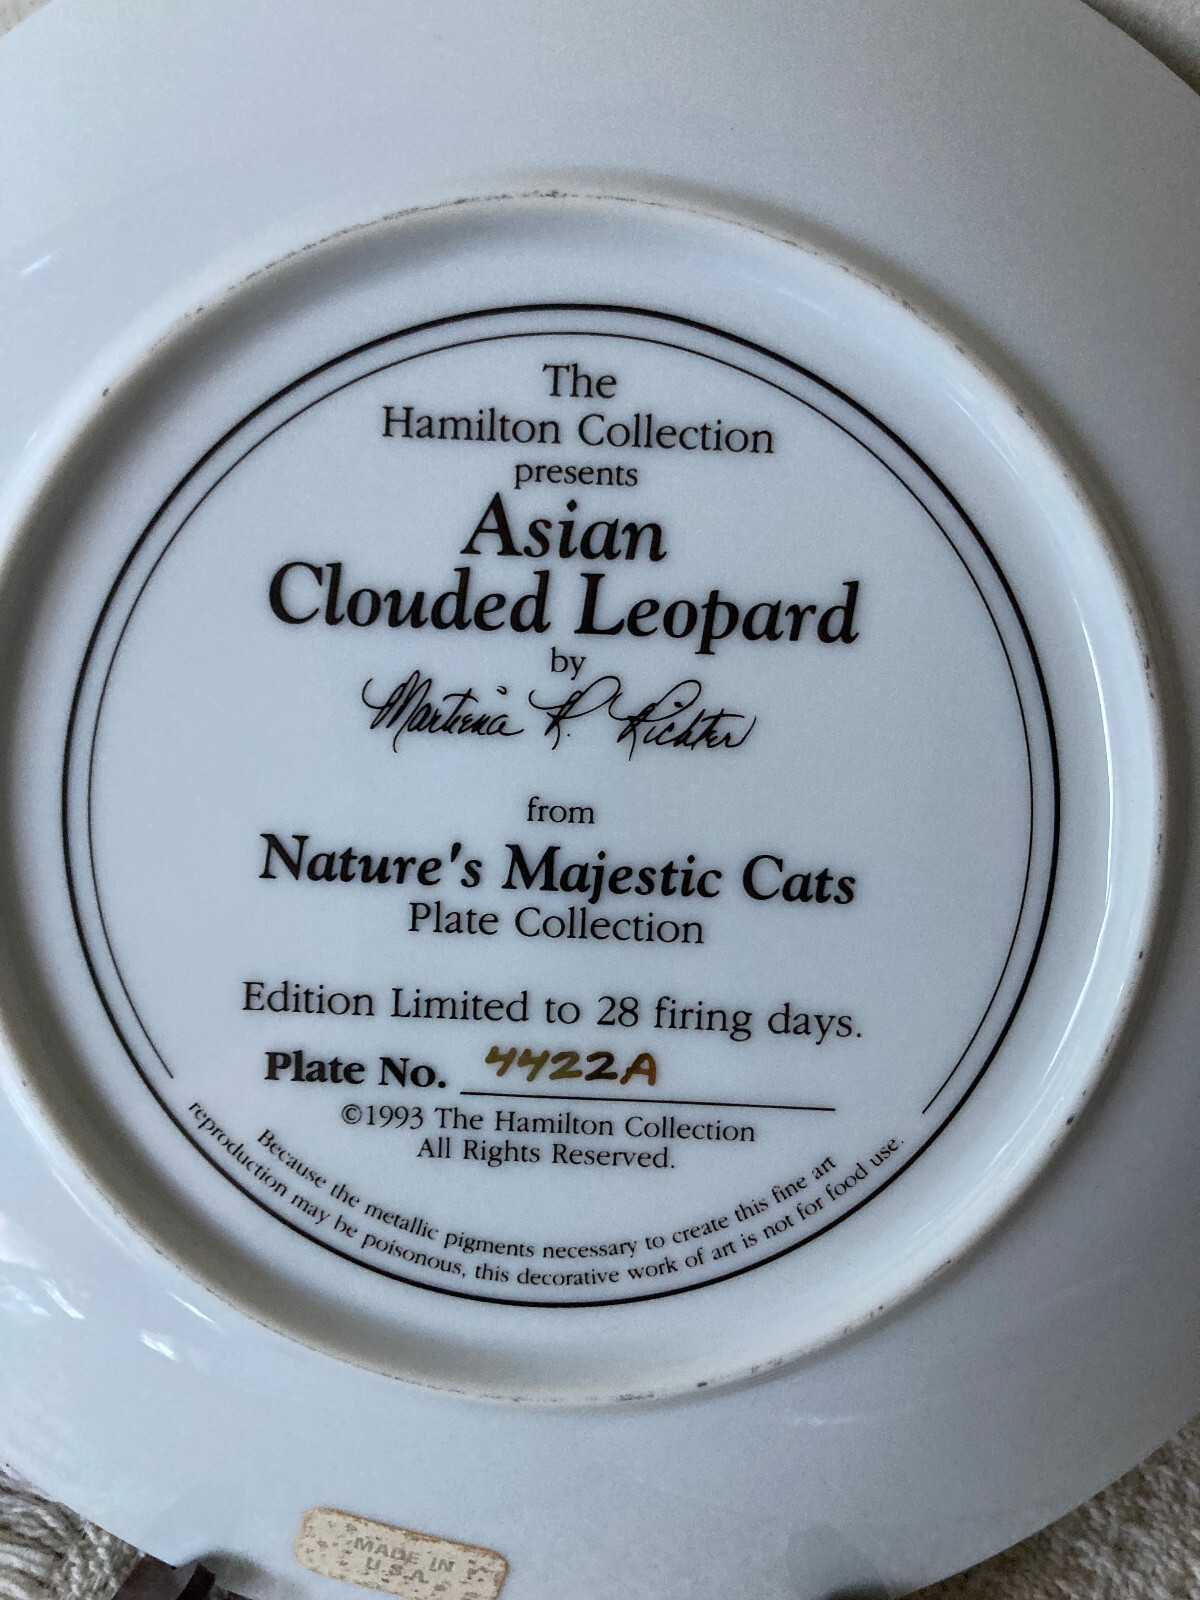 The
Hamilton Collection
presents
Asian
Clouded Leopard
by
Martiena R. Richter
from
Nature's Majestic Cats
Plate Collection
Edition Limited to 28 firing days.
Plate No. 4422A
©1993 The Hamilton Collection
All Rights Reserved.
Because the metallic pigments necessary to create this fine art
reproduction may be poisonous, this decorative work of art is not for food use.
MADE IN
U.S.A.